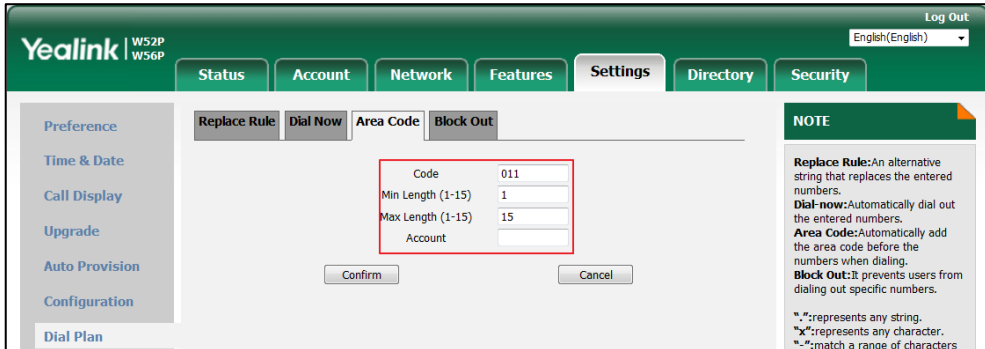 Log Out
English(English)
Yealink | W52P W56P
Status Account Network Features Settings Directory Security
Preference
Time & Date
Call Display
Upgrade
Auto Provision
Configuration
Dial Plan
Replace Rule Dial Now Area Code Block Out
Code 011
Min Length (1-15) 1
Max Length (1-15) 15
Account
Confirm Cancel
NOTE
Replace Rule:An alternative
string that replaces the entered
numbers.
Dial-now:Automatically dial out
the entered numbers.
Area Code:Automatically add
the area code before the
numbers when dialing.
Block Out:It prevents users from
dialing out specific numbers.
".":represents any string.
"x":represents any character.
"-":match a range of characters